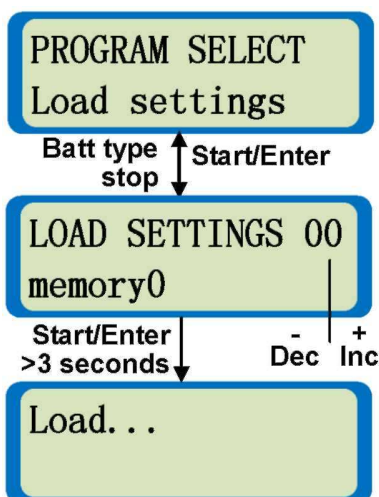 PROGRAM SELECT
Load settings
Batt type
stop
Start/Enter
LOAD SETTINGS 00
memory0
Start/Enter
>3 seconds
- +
Dec Inc
Load...